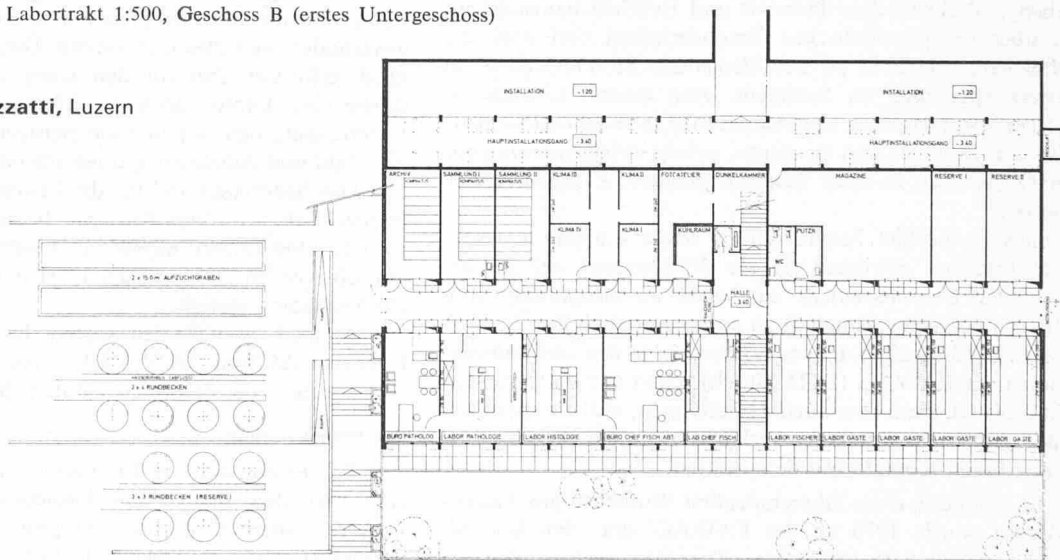 Labortrakt 1:500, Geschoss B (erstes Untergeschoss)
zzatti, Luzern
INSTALLATION -1.20 INSTALLATION -1.20
HAUPTINSTALLATIONSGANG -3.40 HAUPTINSTALLATIONSGANG -3.40
ARCHIV SAMMLUNG I SAMMLUNG II KLIMA III KLIMA II FOTOATELIER DUNKELKAMMER MAGAZINE RESERVE I RESERVE II
KOMPAKTUS KOMPAKTUS KOMPAKTUS
KLIMA IV KLIMA I KÜHLRAUM PUTZR.
WC
2 x 15.0 m AUFZUCHTGRABEN
HALLE
-3.40
2 x 4 RUNDBECKEN
BÜRO PATHOLOG. LABOR PATHOLOGIE LABOR HISTOLOGIE BÜRO CHEF FISCH ABT. LAB CHEF FISCH LABOR FISCHER LABOR GÄSTE LABOR GÄSTE LABOR GÄSTE LABOR GÄSTE
2 x 3 RUNDBECKEN (RESERVE)